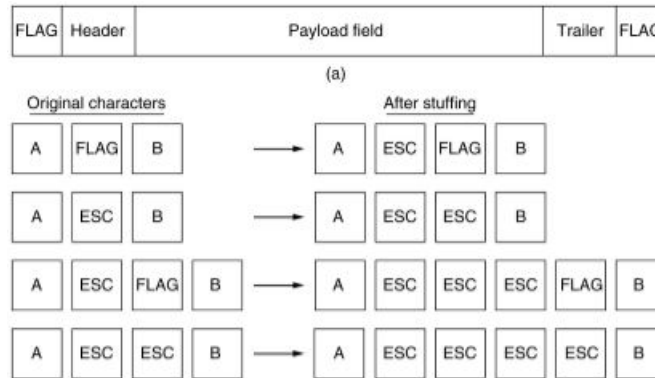 FLAG Header Payload field Trailer FLAG
(a)
Original characters After stuffing
A FLAG B A ESC FLAG B
A ESC B A ESC ESC B
A ESC FLAG B A ESC ESC ESC FLAG B
A ESC ESC B A ESC ESC ESC ESC B